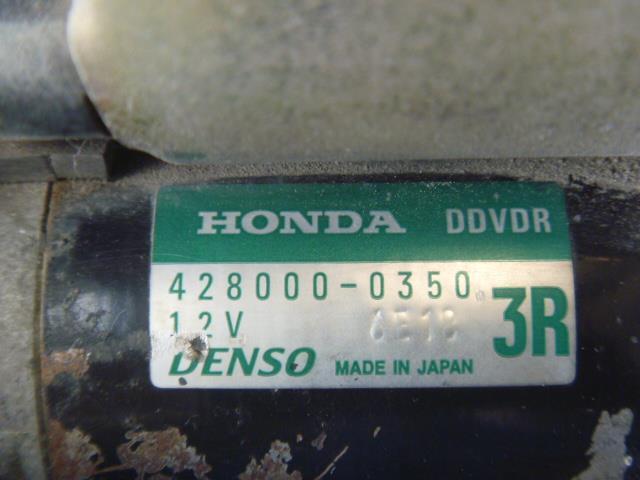 HONDA DDVDR
428000-0350
12V
3R
DENSO MADE IN JAPAN